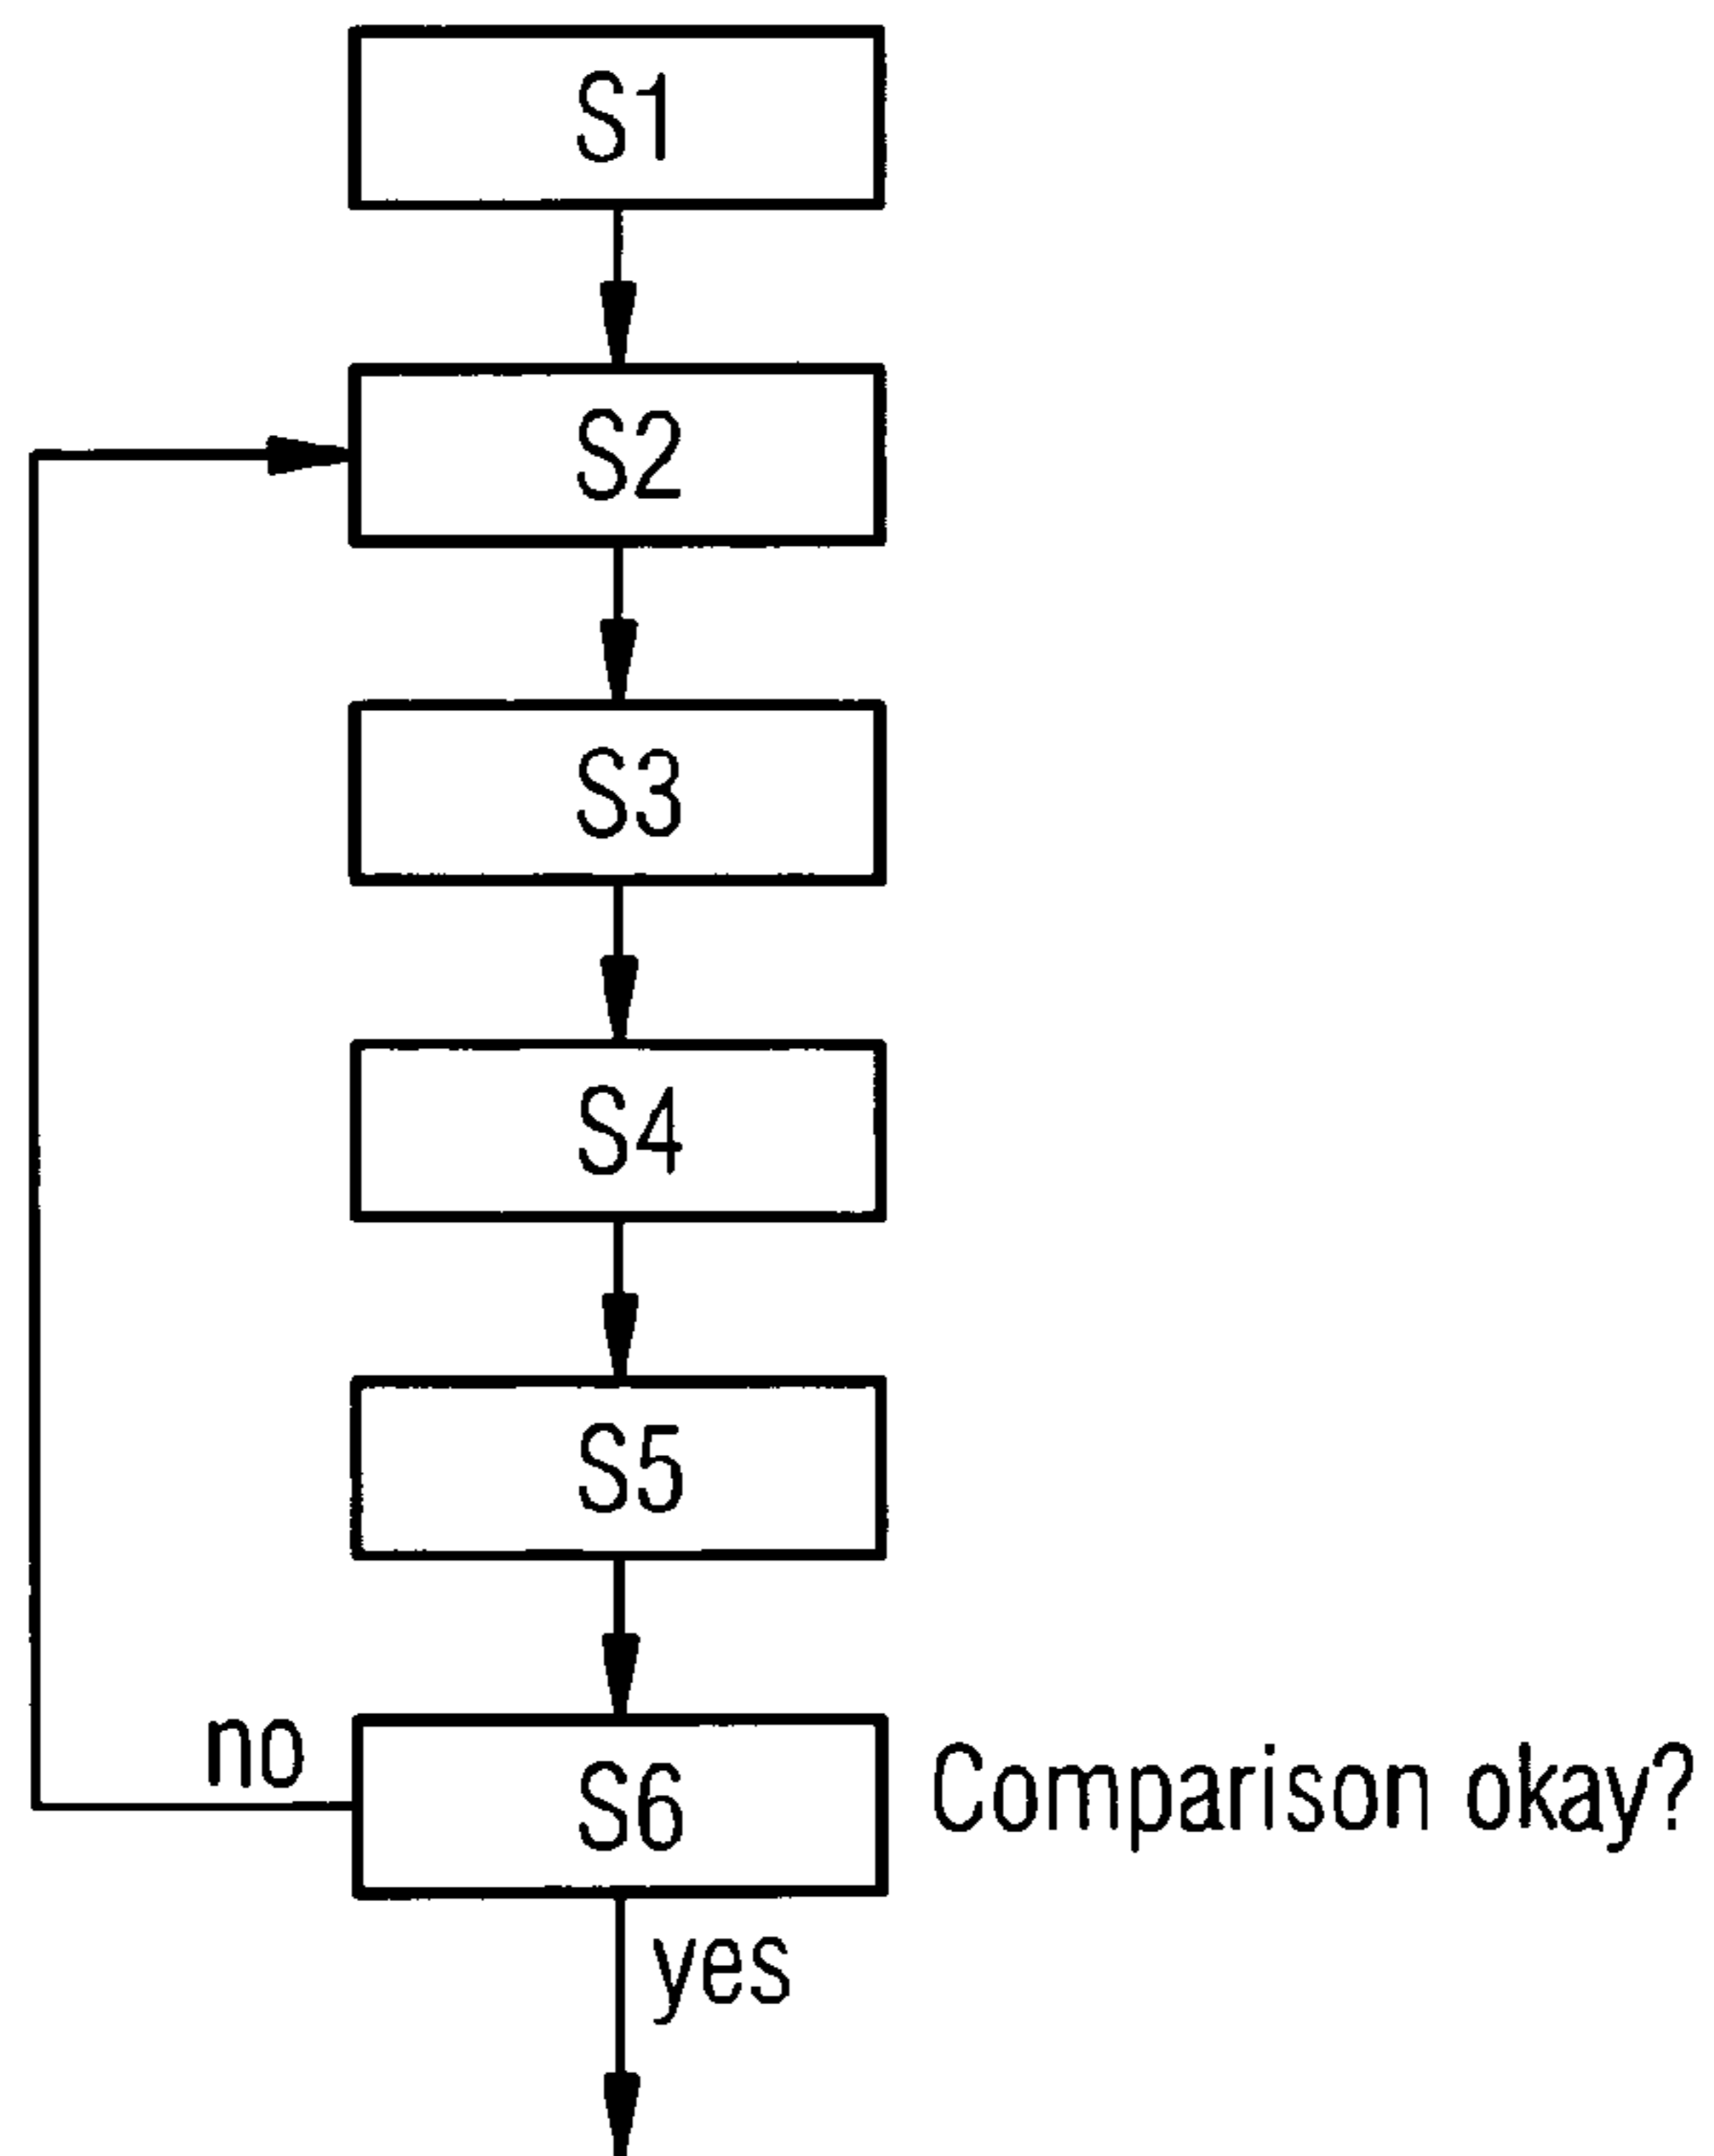 S1
S2
S3
S4
S5
no
S6 Comparison okay?
yes